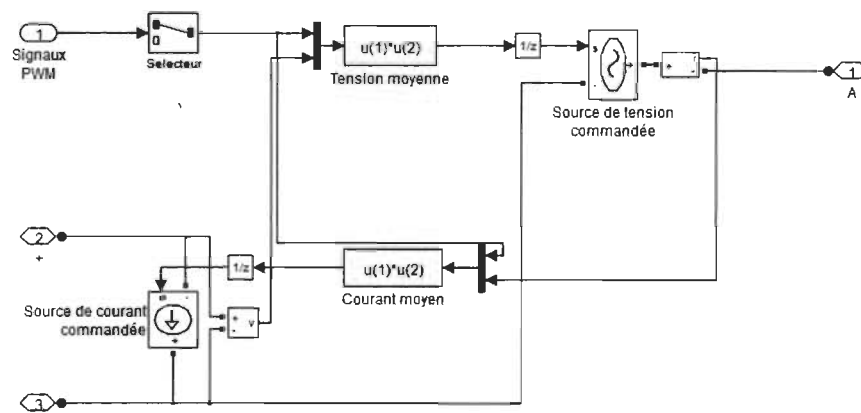 1
Signaux
PWM
Selecteur
u(1)*u(2)
Tension moyenne
1/z
s
-
Source de tension
commandée
+
1
A
2
+
1/z
u(1)*u(2)
Courant moyen
Source de courant
commandée
-
+
+
-
v
3